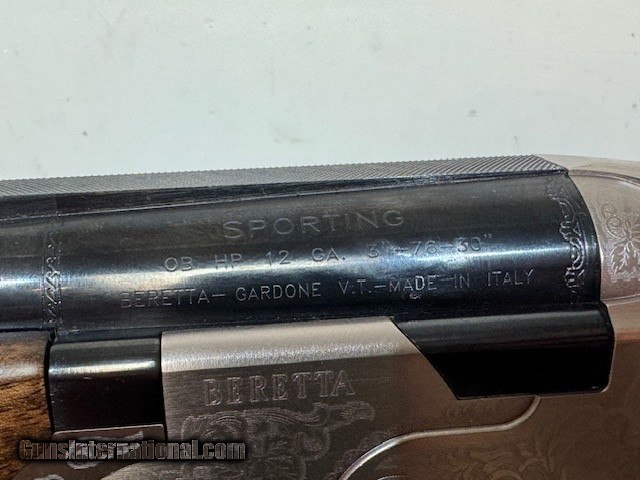 SPORTING
OB HP 12 GA. 3"-76-30"
BERETTA- GARDONE V.T.-MADE-IN ITALY
BERETTA
GunsInternational.com